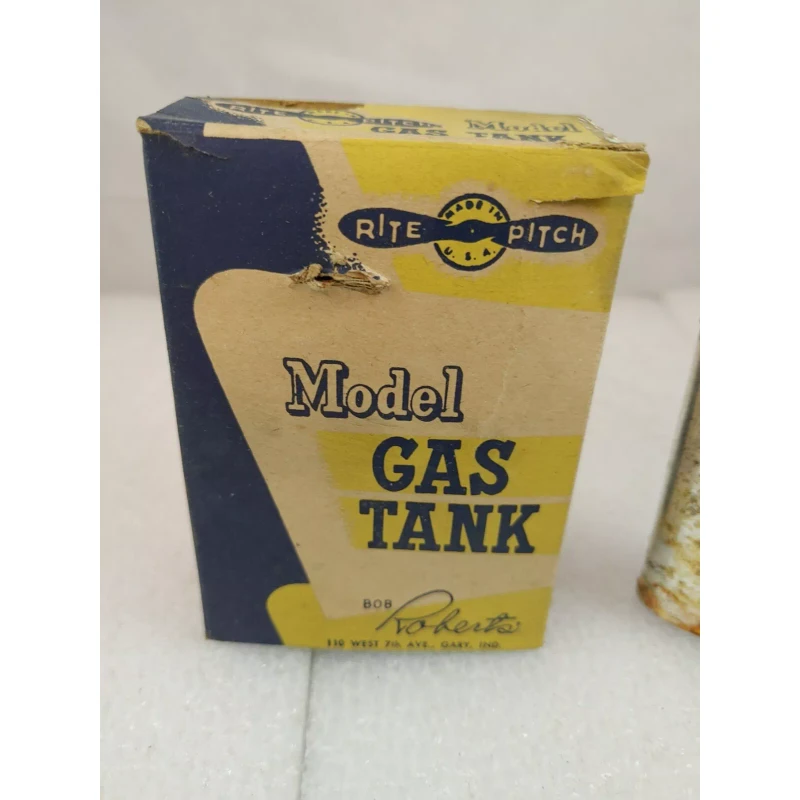 RITE PITCH Model
GAS TANK
MADE IN
RITE PITCH
U. S. A.
Model
GAS
TANK
BOB Roberts
110 WEST 7th AVE., GARY, IND.